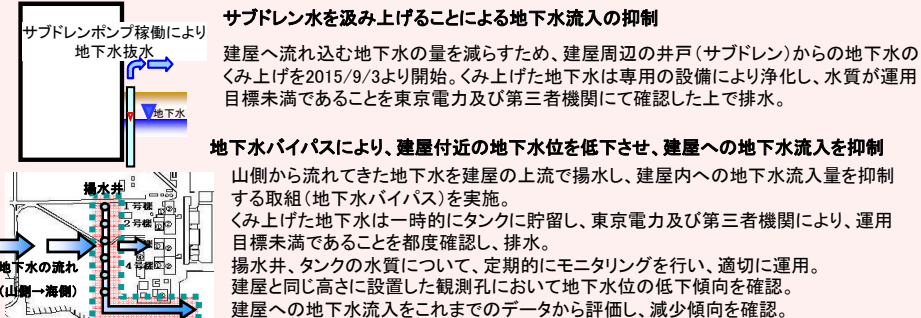 サブドレン水を汲み上げることによる地下水流入の抑制
サブドレンポンプ稼働により
地下水抜水
地下水
建屋へ流れ込む地下水の量を減らすため、建屋周辺の井戸(サブドレン)からの地下水の
くみ上げを2015/9/3より開始。くみ上げた地下水は専用の設備により浄化し、水質が運用
目標未満であることを東京電力及び第三者機関にて確認した上で排水。
地下水バイパスにより、建屋付近の地下水位を低下させ、建屋への地下水流入を抑制
山側から流れてきた地下水を建屋の上流で揚水し、建屋内への地下水流入量を抑制
する取組(地下水バイパス)を実施。
くみ上げた地下水は一時的にタンクに貯留し、東京電力及び第三者機関により、運用
目標未満であることを都度確認し、排水。
揚水井、タンクの水質について、定期的にモニタリングを行い、適切に運用。
建屋と同じ高さに設置した観測孔において地下水位の低下傾向を確認。
建屋への地下水流入をこれまでのデータから評価し、減少傾向を確認。
揚水井
1号機
2号機
4号機
地下水の流れ
(山側→海側)